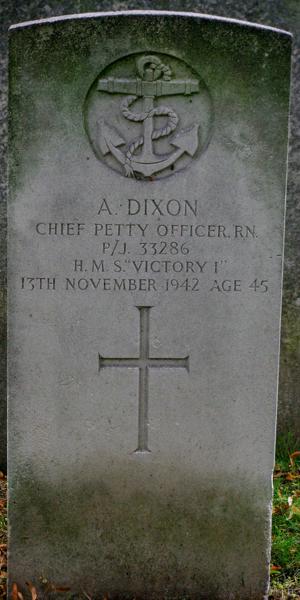 A. DIXON
CHIEF PETTY OFFICER. R.N.
P/J. 33286
H.M.S. "VICTORY I"
13TH NOVEMBER 1942 AGE 45